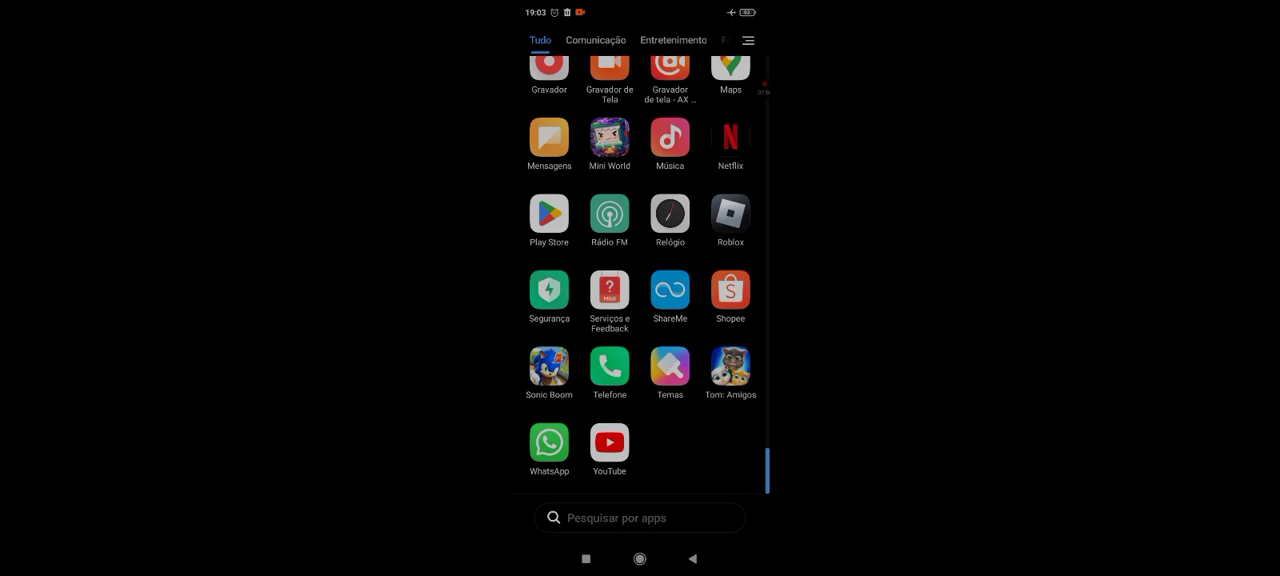 19:03 92
Tudo Comunicação Entretenimento
Gravador Gravador de Tela Gravador de tela - AX ... Maps
Mensagens Mini World Música Netflix
Play Store Rádio FM Relógio Roblox
Segurança Serviços e Feedback ShareMe Shopee
Sonic Boom Telefone Temas Tom: Amigos
WhatsApp YouTube
Pesquisar por apps